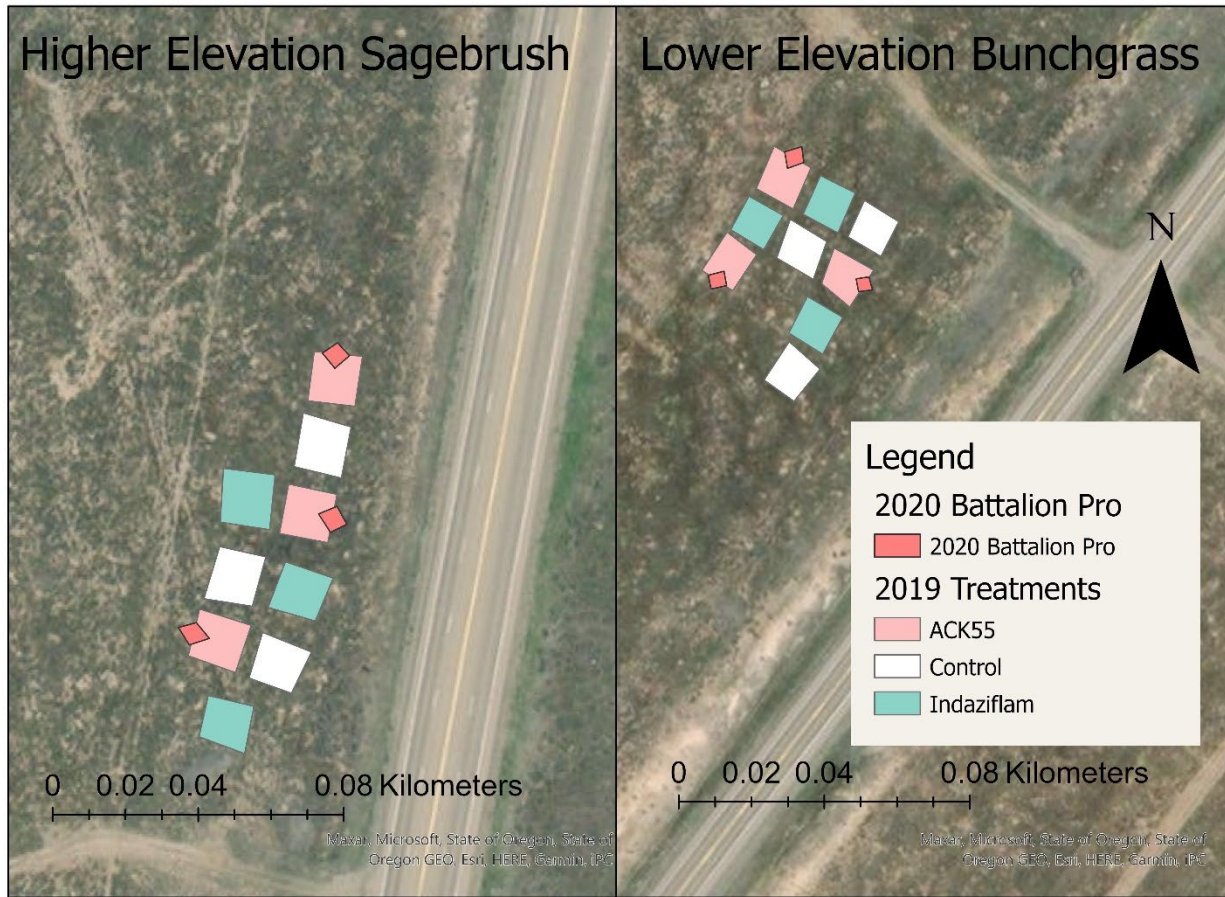 Higher Elevation Sagebrush
0 0.02 0.04 0.08 Kilometers
Maxar, Microsoft, State of Oregon, State of
Oregon GEO, Esri, HERE, Garmin, iPC
Lower Elevation Bunchgrass
N
Legend
2020 Battalion Pro
2020 Battalion Pro
2019 Treatments
ACK55
Control
Indaziflam
0 0.02 0.04 0.08 Kilometers
Maxar, Microsoft, State of Oregon, State of
Oregon GEO, Esri, HERE, Garmin, iPC